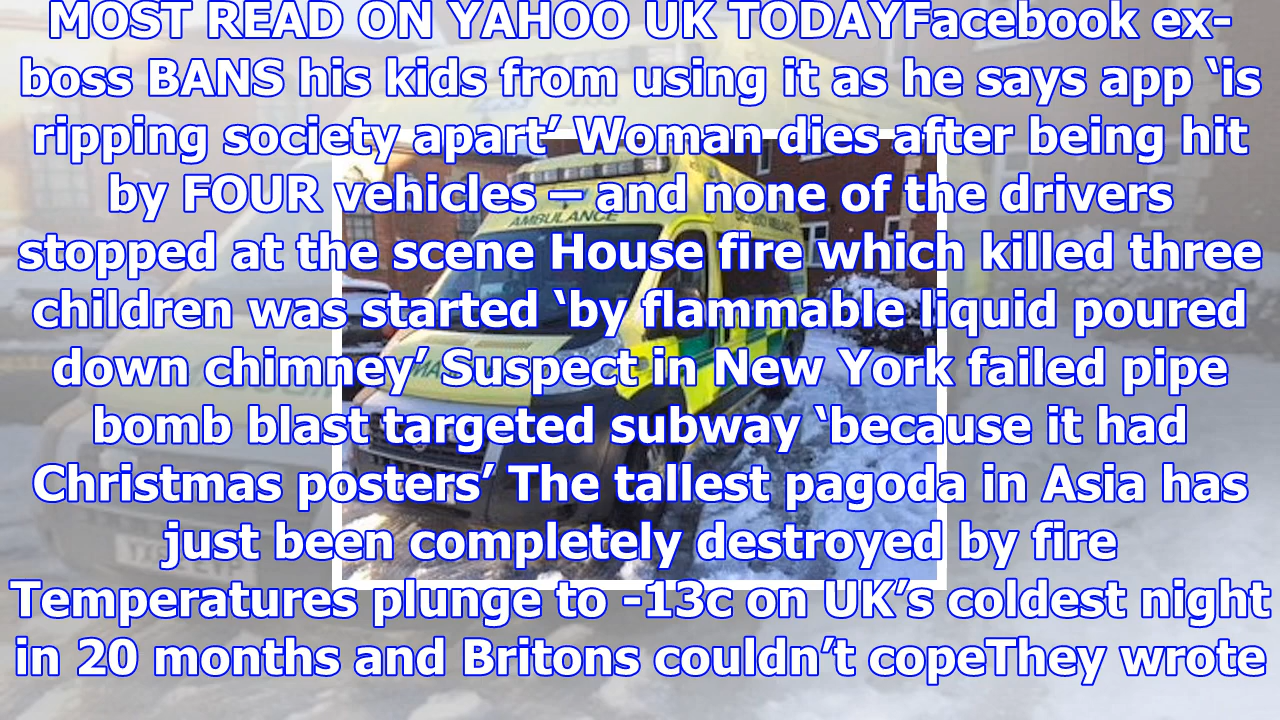 MOST READ ON YAHOO UK TODAYFacebook ex-
boss BANS his kids from using it as he says app ‘is
ripping society apart’ Woman dies after being hit
by FOUR vehicles – and none of the drivers
stopped at the scene House fire which killed three
children was started ‘by flammable liquid poured
down chimney’ Suspect in New York failed pipe
bomb blast targeted subway ‘because it had
Christmas posters’ The tallest pagoda in Asia has
just been completely destroyed by fire
Temperatures plunge to -13c on UK’s coldest night
in 20 months and Britons couldn’t copeThey wrote
AMBULANCE